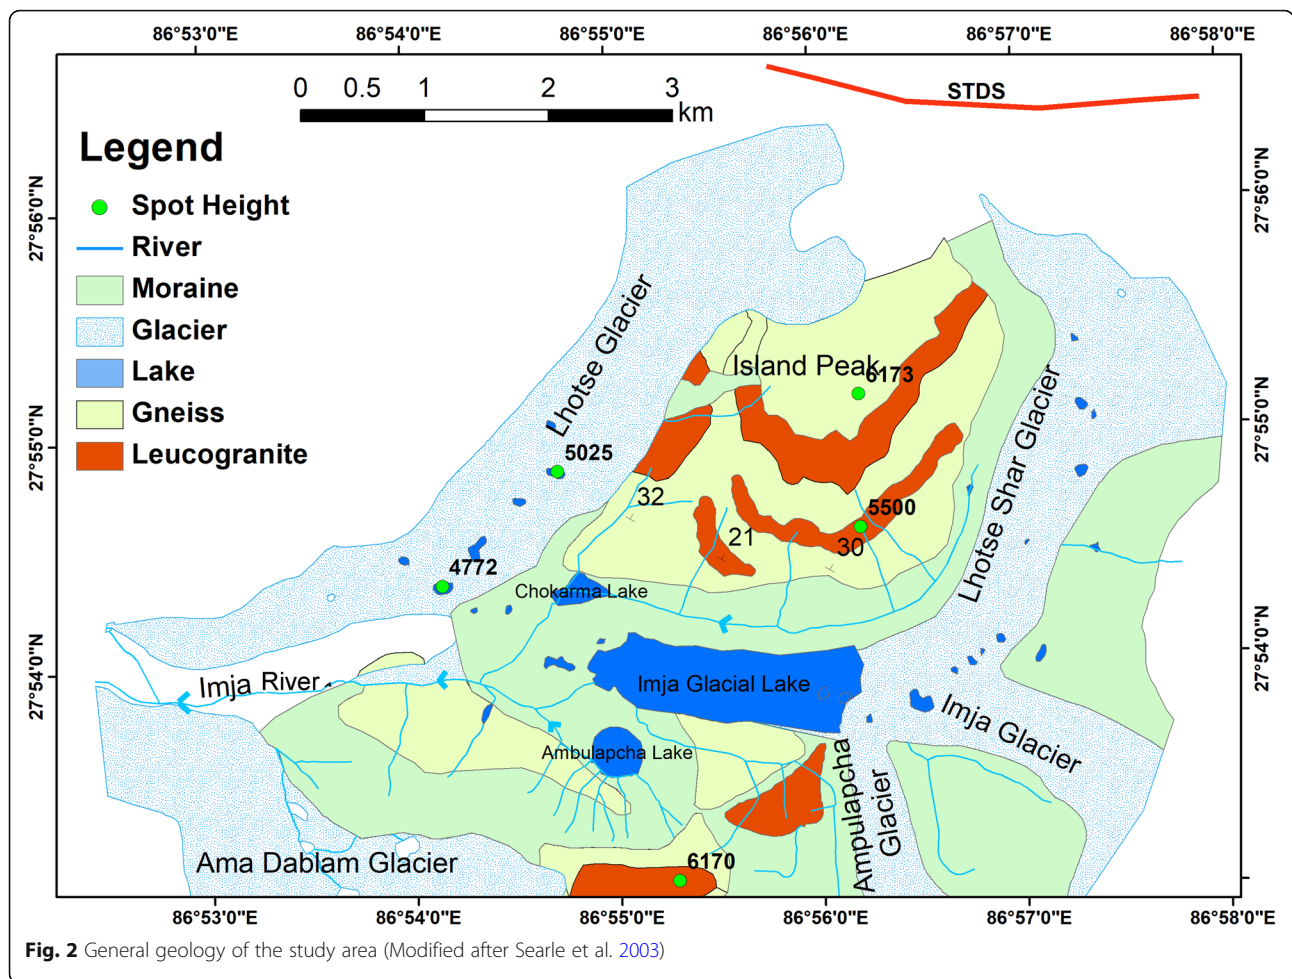 86°53'0"E 86°54'0"E 86°55'0"E 86°56'0"E 86°57'0"E 86°58'0"E
0 0.5 1 2 3
km
STDS
Legend
Spot Height
River
Moraine
Glacier
Lake
Gneiss
Leucogranite
27°56'0"N
27°55'0"N
27°54'0"N
27°56'0"N
27°55'0"N
27°54'0"N
Lhotse Glacier
Island Peak
6173
5025
32
5500
21
30
Lhotse Shar Glacier
4772
Chokarma Lake
Imja River
Imja Glacial Lake
Imja Glacier
Ambulapcha Lake
Ampulapcha
Glacier
Ama Dablam Glacier
6170
86°53'0"E 86°54'0"E 86°55'0"E 86°56'0"E 86°57'0"E 86°58'0"E
Fig. 2 General geology of the study area (Modified after Searle et al. 2003)